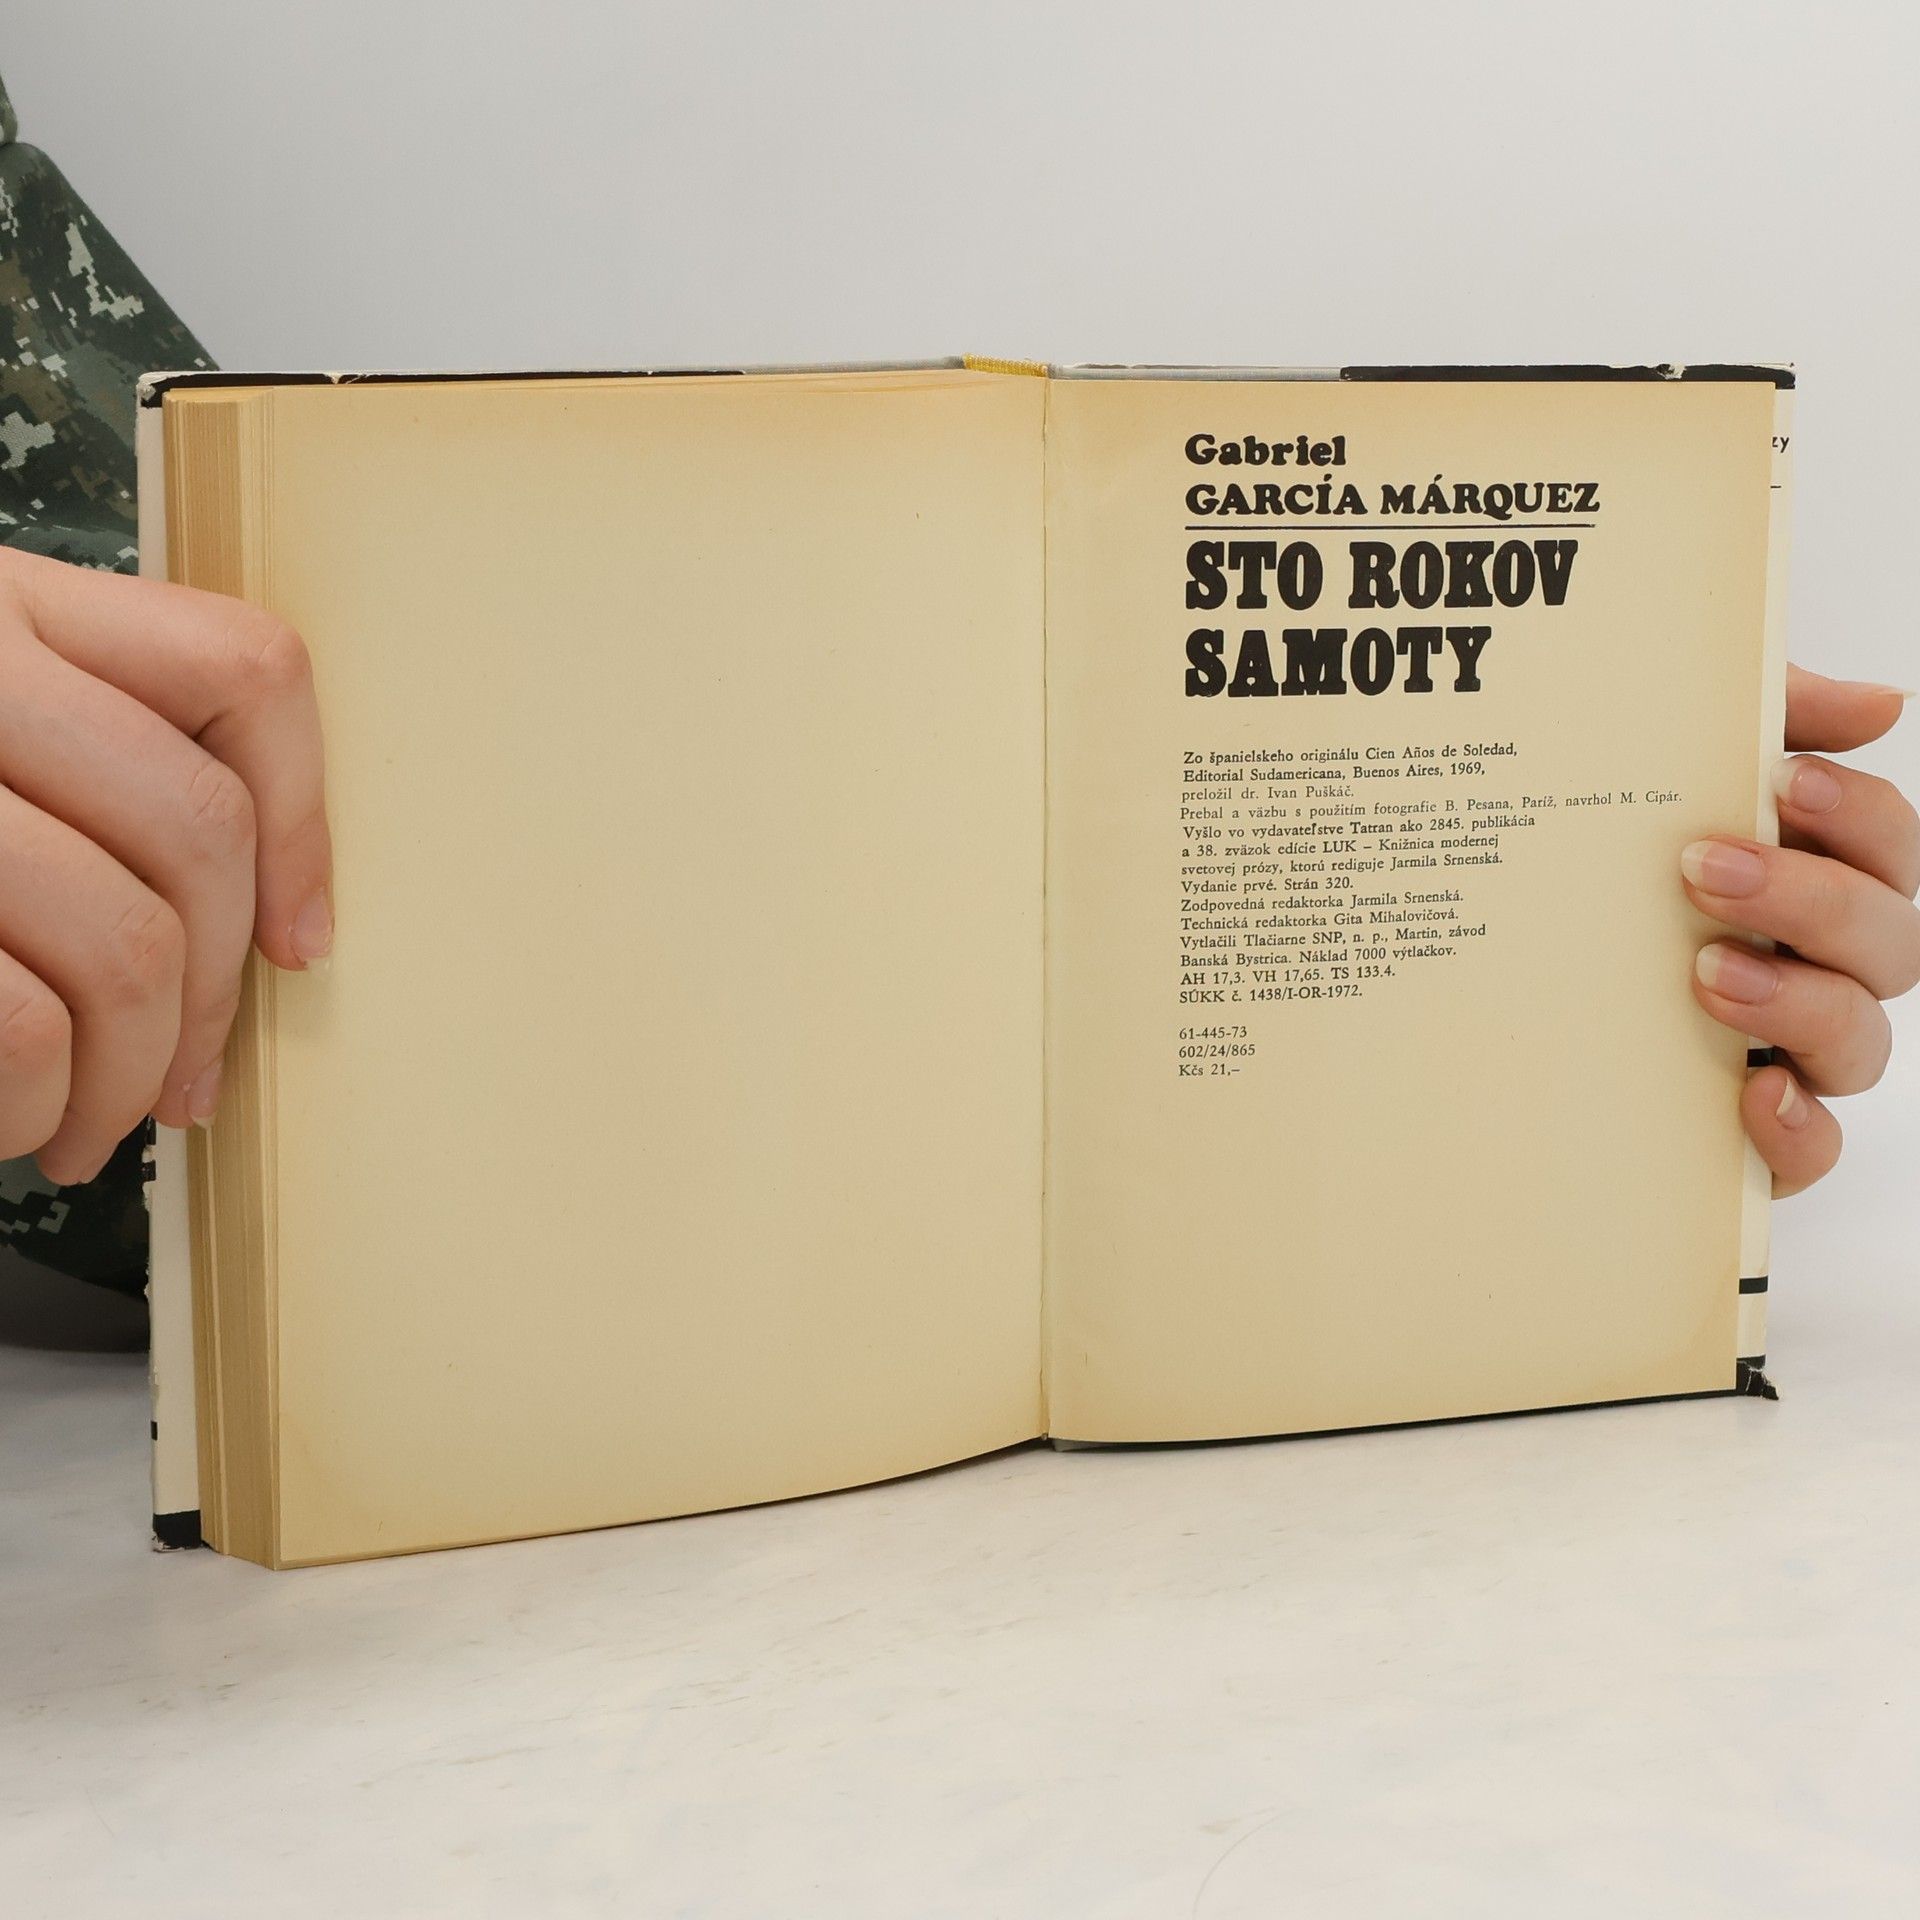 Gabriel
GARCÍA MÁRQUEZ
STO ROKOV
SAMOTY
Zo španielskeho originálu Cien Años de Soledad,
Editorial Sudamericana, Buenos Aires, 1969,
preložil dr. Ivan Puškáč.
Prebal a väzbu s použitím fotografie B. Pesana, Paríž, navrhol M. Cipár.
Vyšlo vo vydavateľstve Tatran ako 2845. publikácia
a 38. zväzok edície LUK – Knižnica modernej
svetovej prózy, ktorú rediguje Jarmila Srnenská.
Vydanie prvé. Strán 320.
Zodpovedná redaktorka Jarmila Srnenská.
Technická redaktorka Gita Mihalovičová.
Vytlačili Tlačiarne SNP, n. p., Martin, závod
Banská Bystrica. Náklad 7000 výtlačkov.
AH 17,3. VH 17,65. TS 133.4.
SÚKK č. 1438/I-OR-1972.
61-445-73
602/24/865
Kčs 21,–
zy